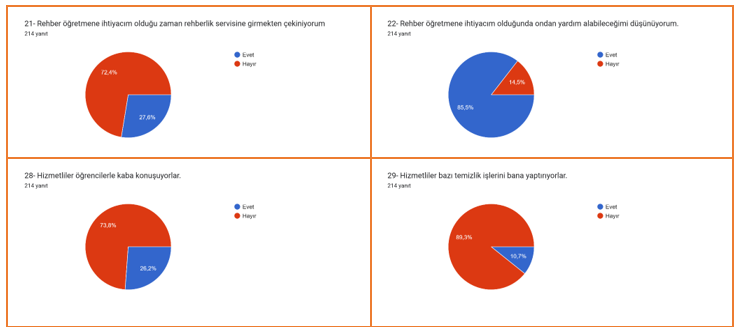 21- Rehber öğretmene ihtiyacım olduğu zaman rehberlik servisine girmekten çekiniyorum
214 yanıt
Evet
Hayır
72,4%
27,6%
22- Rehber öğretmene ihtiyacım olduğunda ondan yardım alabileceğimi düşünüyorum.
214 yanıt
Evet
Hayır
14,5%
85,5%
28- Hizmetliler öğrencilerle kaba konuşuyorlar.
214 yanıt
Evet
Hayır
73,8%
26,2%
29- Hizmetliler bazı temizlik işlerini bana yaptırıyorlar.
214 yanıt
Evet
Hayır
89,3%
10,7%